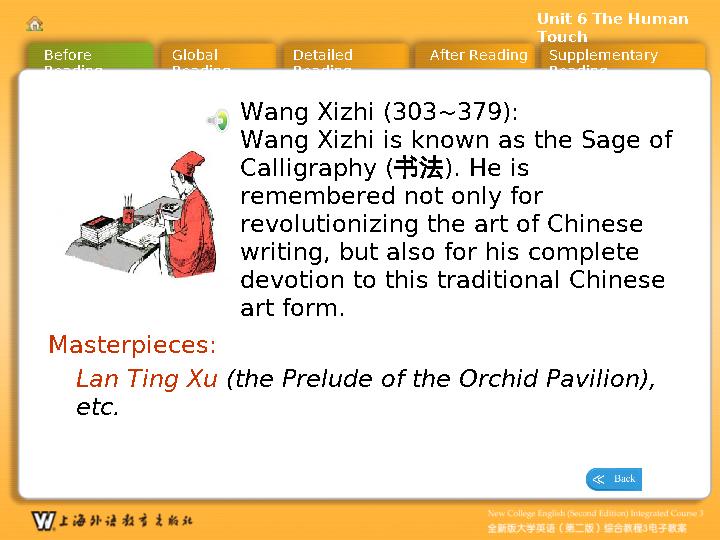 Unit 6 The Human
Touch
Before
Reading
Global
Reading
Detailed
Reading
After Reading
Supplementary
Reading
Wang Xizhi (303~379):
Wang Xizhi is known as the Sage of
Calligraphy (书法). He is
remembered not only for
revolutionizing the art of Chinese
writing, but also for his complete
devotion to this traditional Chinese
art form.
Masterpieces:
Lan Ting Xu (the Prelude of the Orchid Pavilion),
etc.
Back
New College English (Second Edition) Integrated Course 3
上海外语教育出版社
全新版大学英语（第二版）综合教程3电子教案